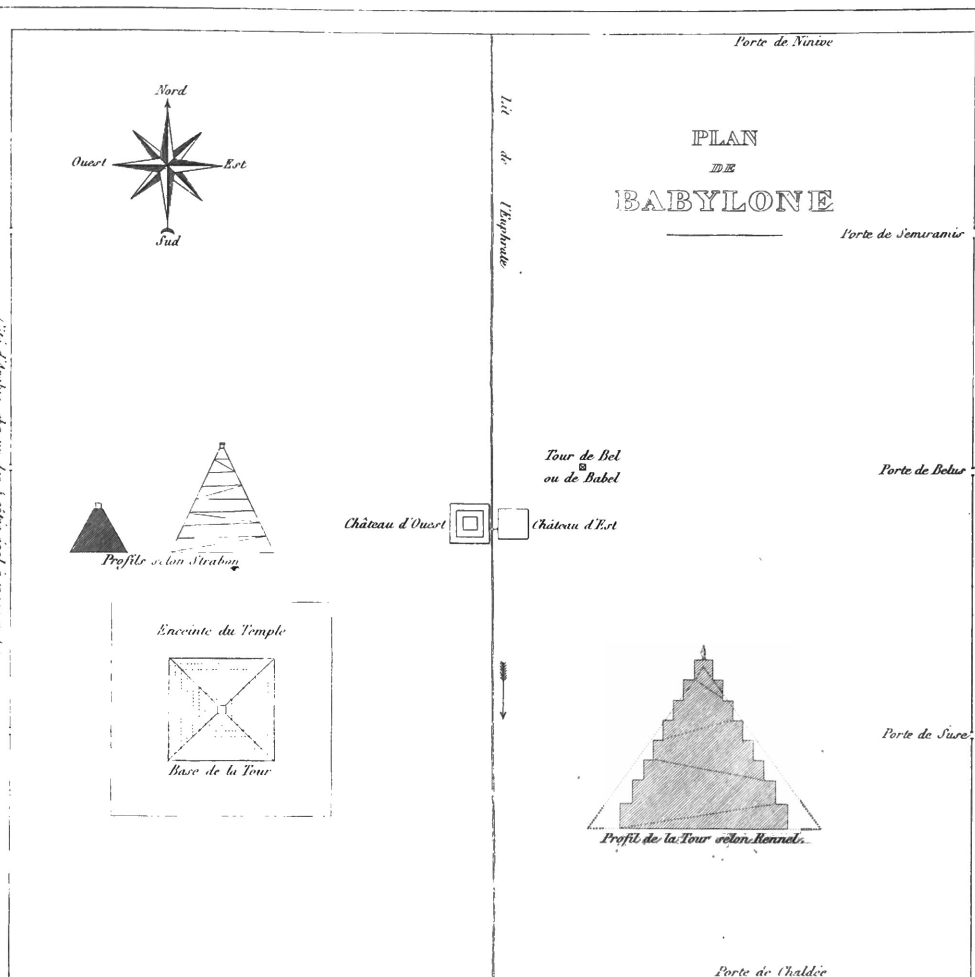 Porte de Ninive
Nord
Ouest
Est
Sud
Lit de l'Euphrate
PLAN
DE
BABYLONE
Porte de Semiramis
Tour de Bel
ou de Babel
Porte de Belus
Château d'Ouest
Château d'Est
Profils selon Strabon
Enceinte du Temple
Base de la Tour
Porte de Suse
Profil de la Tour selon Rennel.
Porte de Chaldée